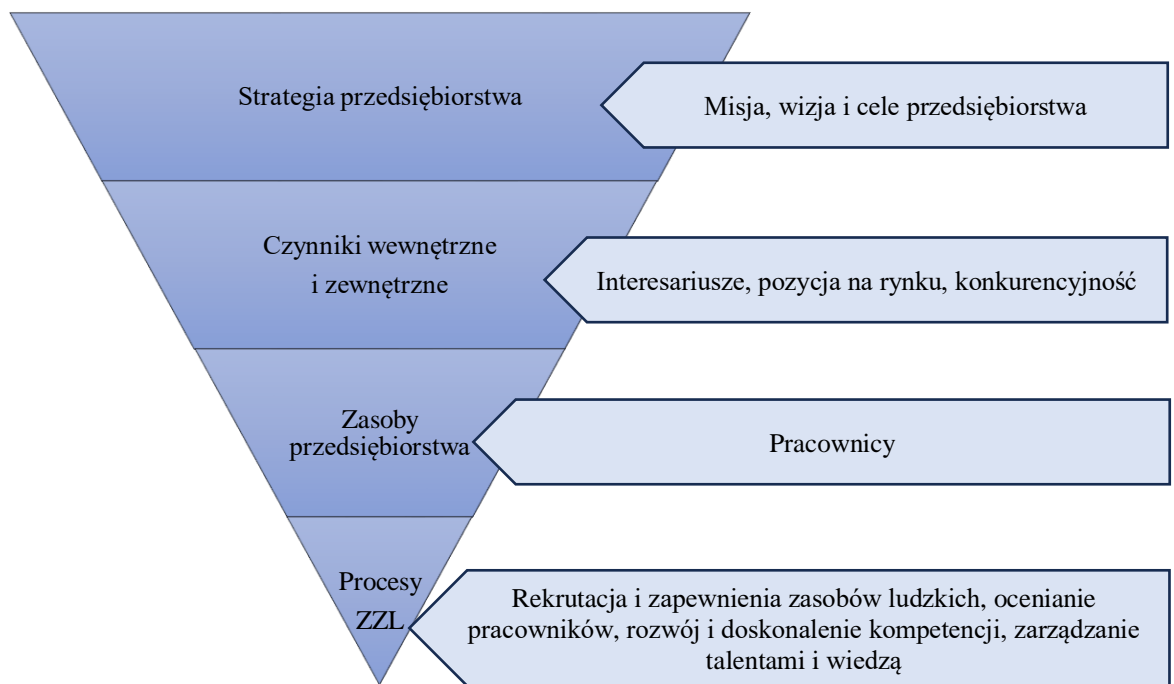 Strategia przedsiębiorstwa
Misja, wizja i cele przedsiębiorstwa
Czynniki wewnętrzne
i zewnętrzne
Interesariusze, pozycja na rynku, konkurencyjność
Zasoby
przedsiębiorstwa
Pracownicy
Procesy
ZZL
Rekrutacja i zapewnienia zasobów ludzkich, ocenianie
pracowników, rozwój i doskonalenie kompetencji, zarządzanie
talentami i wiedzą